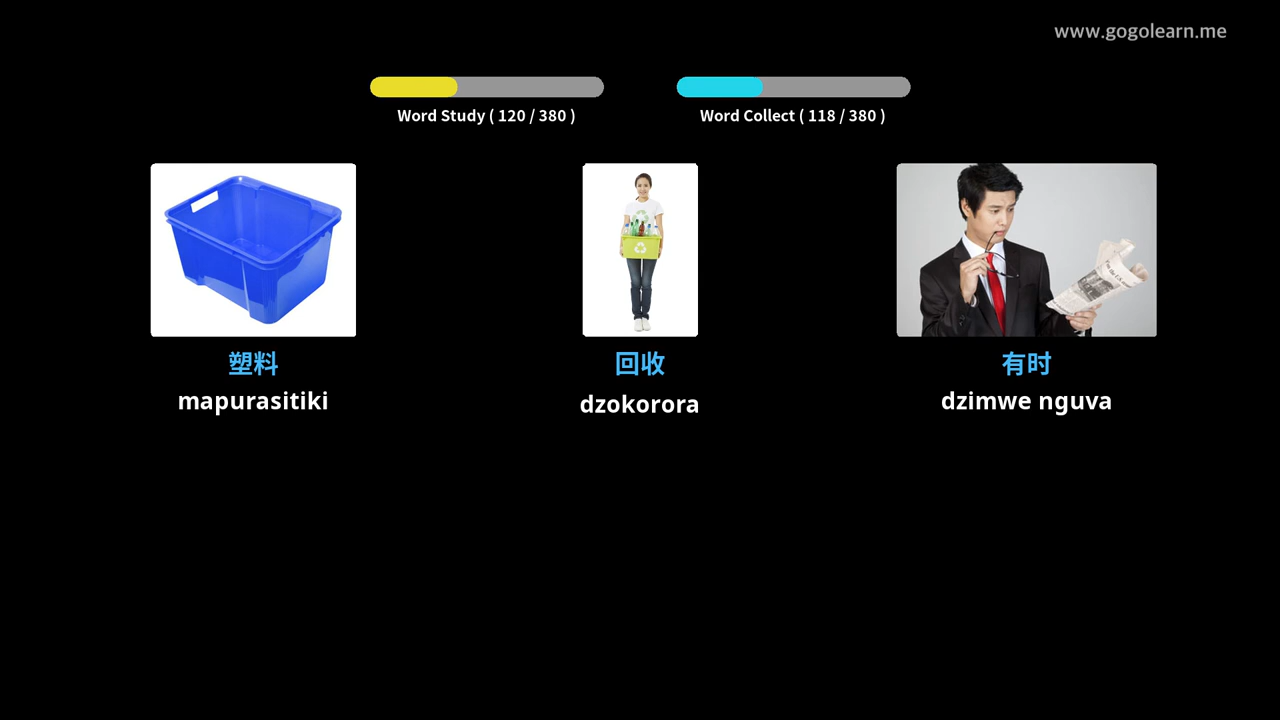 www.gogolearn.me
Word Study ( 120 / 380 )
Word Collect ( 118 / 380 )
塑料
回收
有时
mapurasitiki
dzokorora
dzimwe nguva